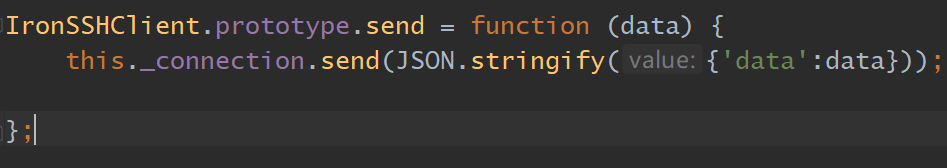 IronSSHClient.prototype.send = function (data) {
this._connection.send(JSON.stringify( value: {'data':data}));
};